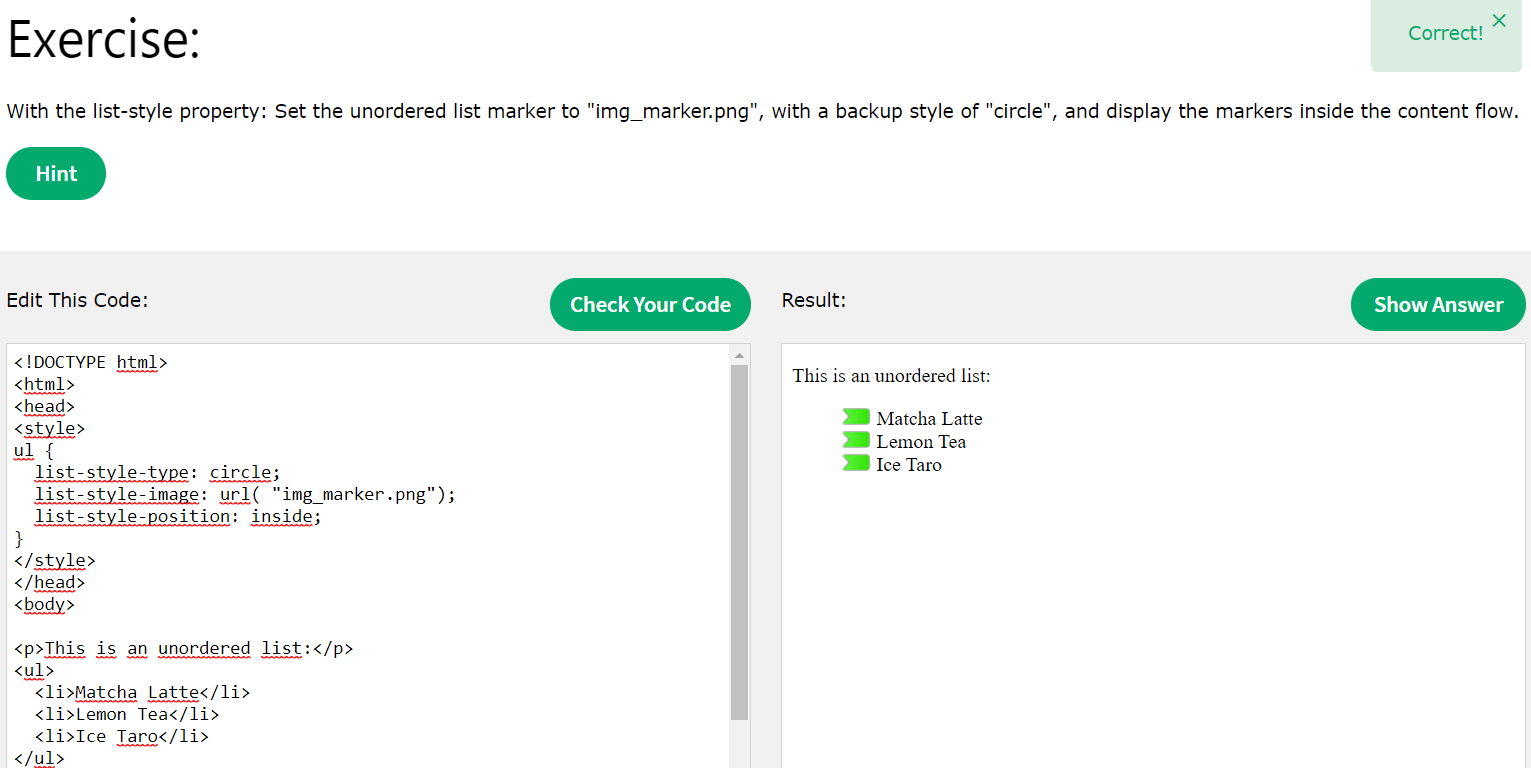 Exercise:
Correct!
With the list-style property: Set the unordered list marker to "img_marker.png", with a backup style of "circle", and display the markers inside the content flow.
Hint
Edit This Code:
Check Your Code
<!DOCTYPE html>
<html>
<head>
<style>
ul {
  list-style-type: circle;
  list-style-image: url( "img_marker.png");
  list-style-position: inside;
}
</style>
</head>
<body>
<p>This is an unordered list:</p>
<ul>
  <li>Matcha Latte</li>
  <li>Lemon Tea</li>
  <li>Ice Taro</li>
</ul>
Result:
Show Answer
This is an unordered list:
Matcha Latte
Lemon Tea
Ice Taro